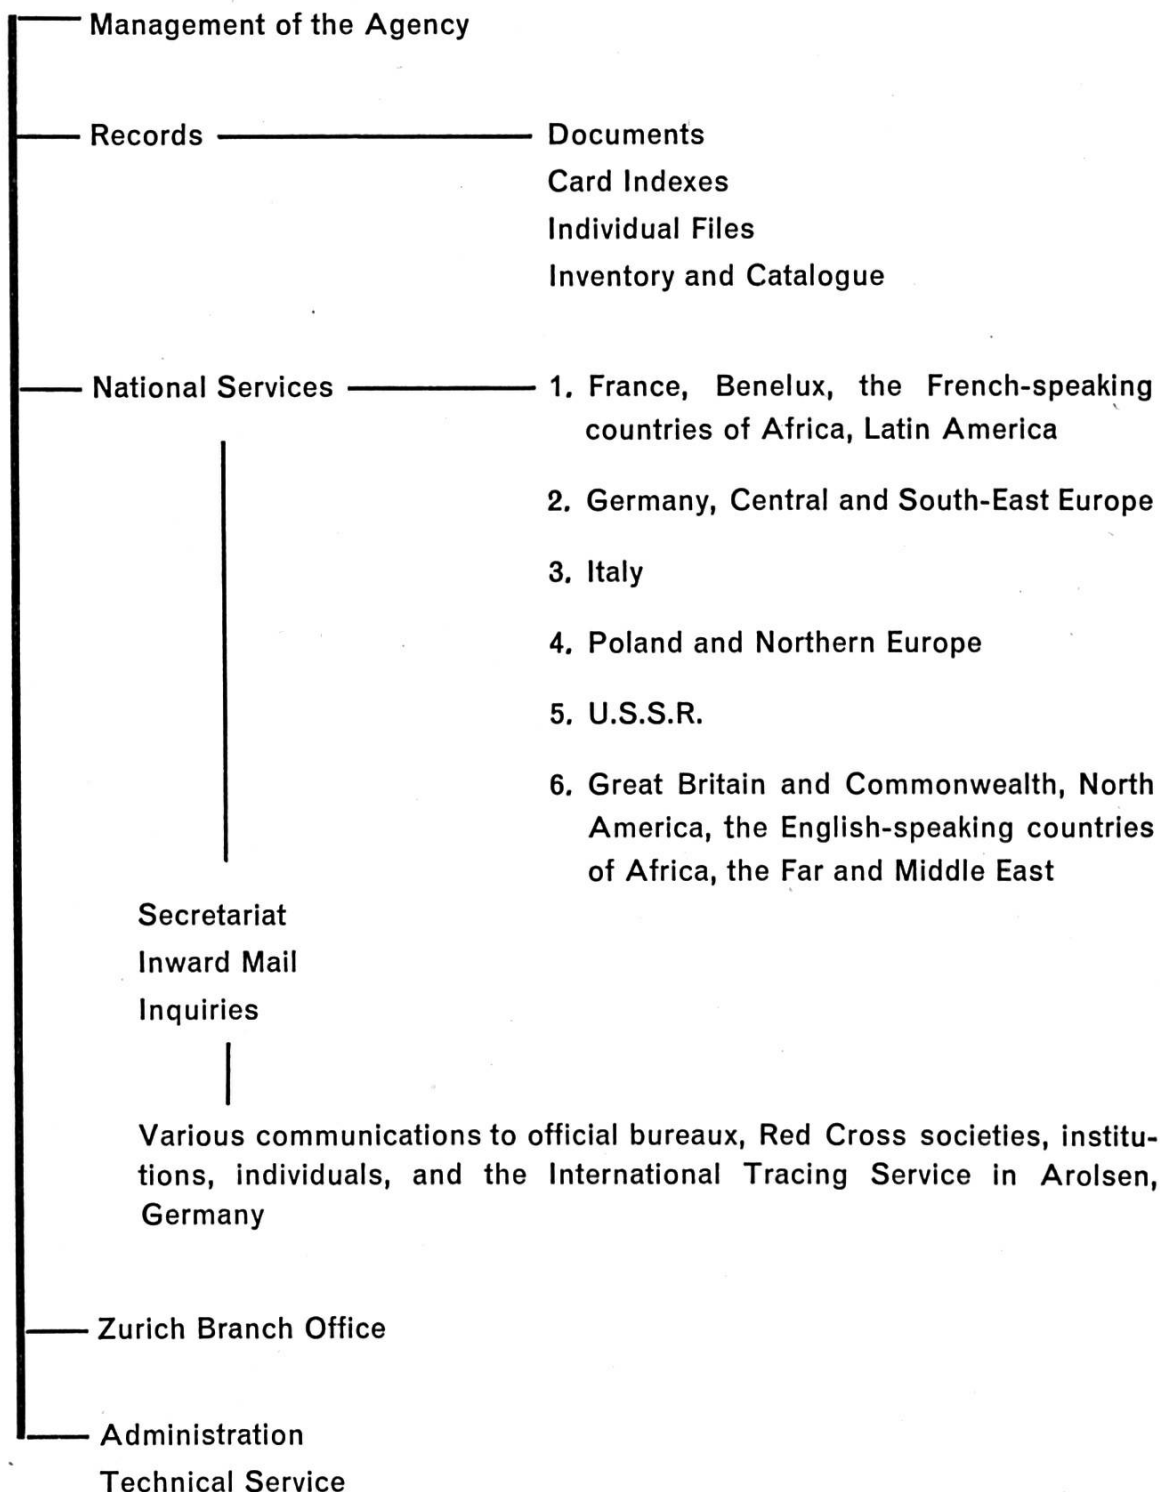 Management of the Agency
Records
Documents
Card Indexes
Individual Files
Inventory and Catalogue
National Services
1. France, Benelux, the French-speaking
countries of Africa, Latin America
2. Germany, Central and South-East Europe
3. Italy
4. Poland and Northern Europe
5. U.S.S.R.
6. Great Britain and Commonwealth, North
America, the English-speaking countries
of Africa, the Far and Middle East
Secretariat
Inward Mail
Inquiries
Various communications to official bureaux, Red Cross societies, institu-
tions, individuals, and the International Tracing Service in Arolsen,
Germany
Zurich Branch Office
Administration
Technical Service